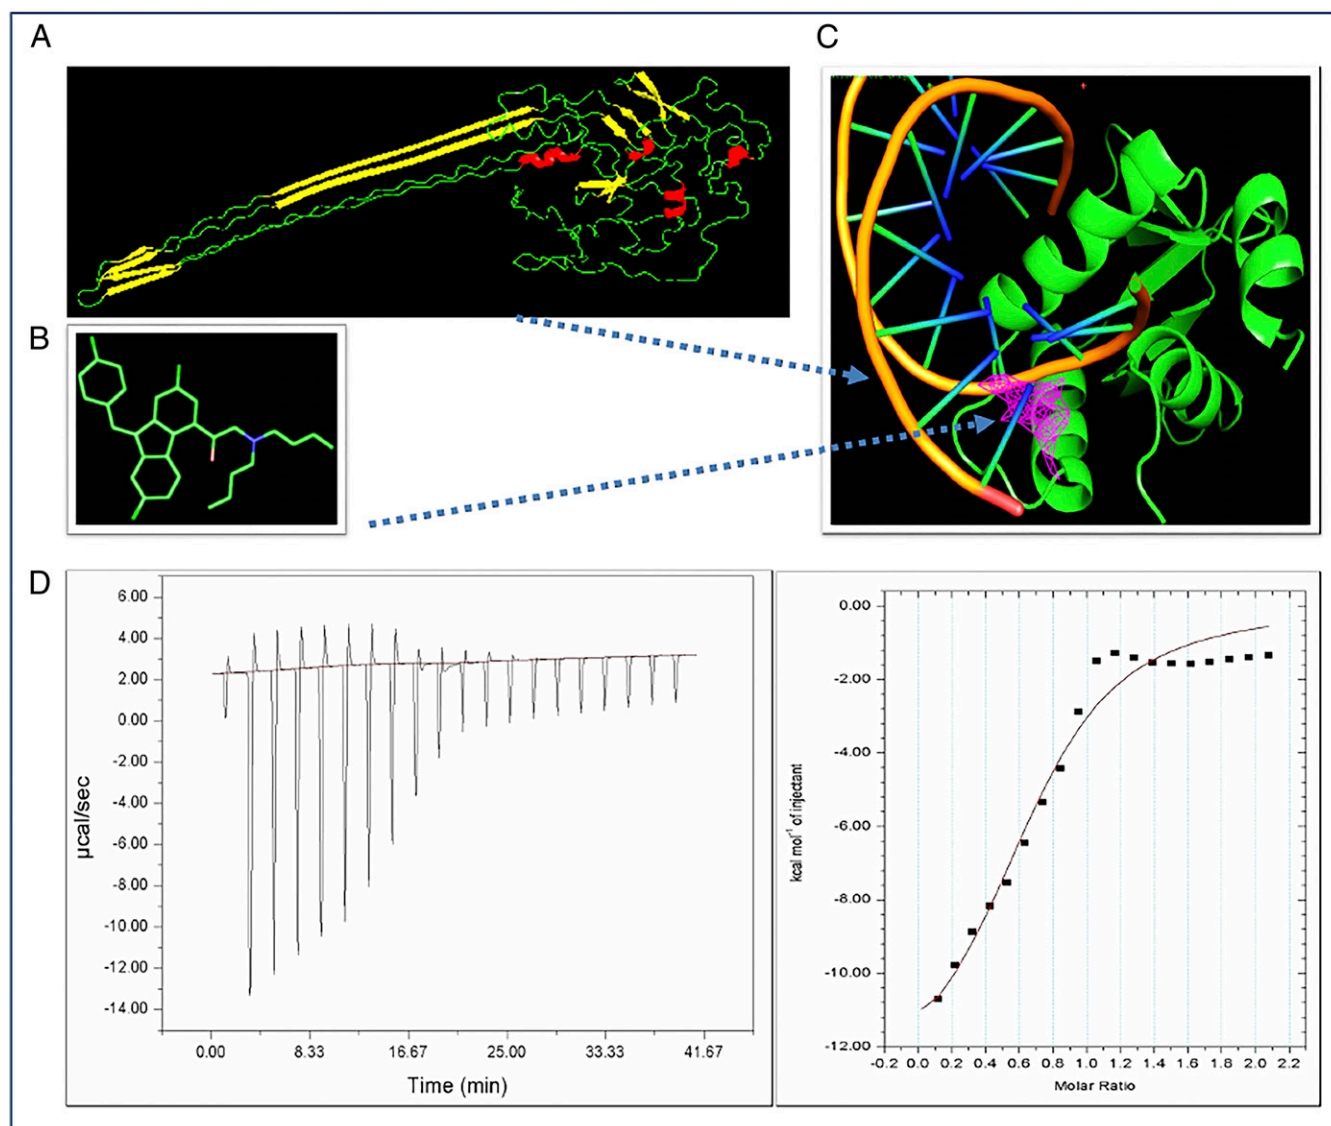 A
C
B
D
6.00
4.00
2.00
0.00
-2.00
-4.00
-6.00
-8.00
-10.00
-12.00
-14.00
µcal/sec
0.00 8.33 16.67 25.00 33.33 41.67
Time (min)
0.00
-2.00
-4.00
-6.00
-8.00
-10.00
-12.00
kcal mol⁻¹ of injectant
-0.2 0.0 0.2 0.4 0.6 0.8 1.0 1.2 1.4 1.6 1.8 2.0 2.2
Molar Ratio